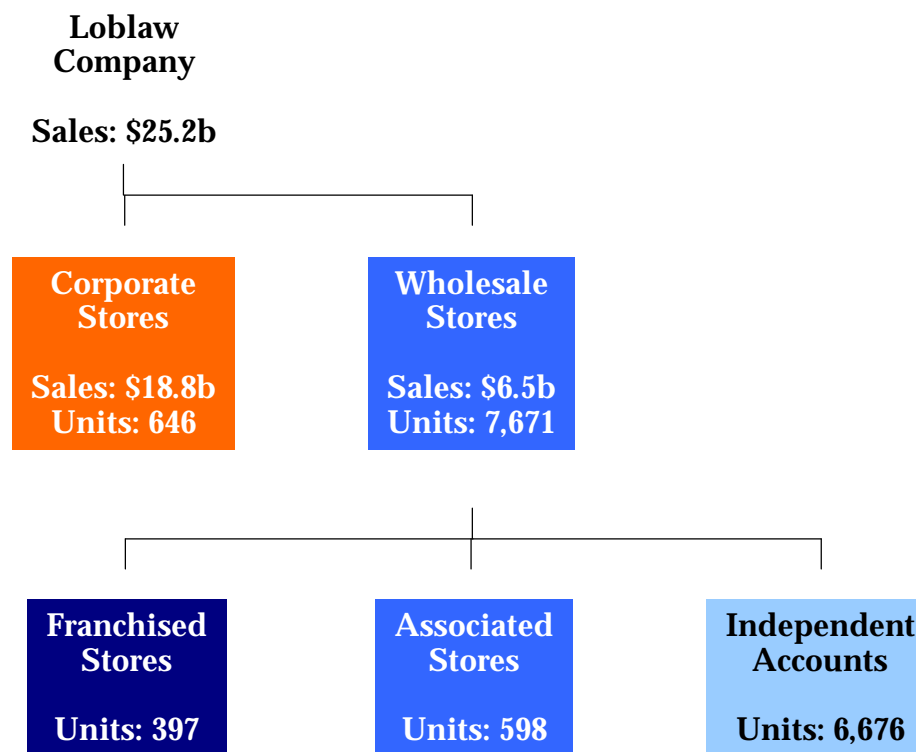 Loblaw
Company
Sales: $25.2b
Corporate
Stores
Sales: $18.8b
Units: 646
Wholesale
Stores
Sales: $6.5b
Units: 7,671
Franchised
Stores
Units: 397
Associated
Stores
Units: 598
Independent
Accounts
Units: 6,676